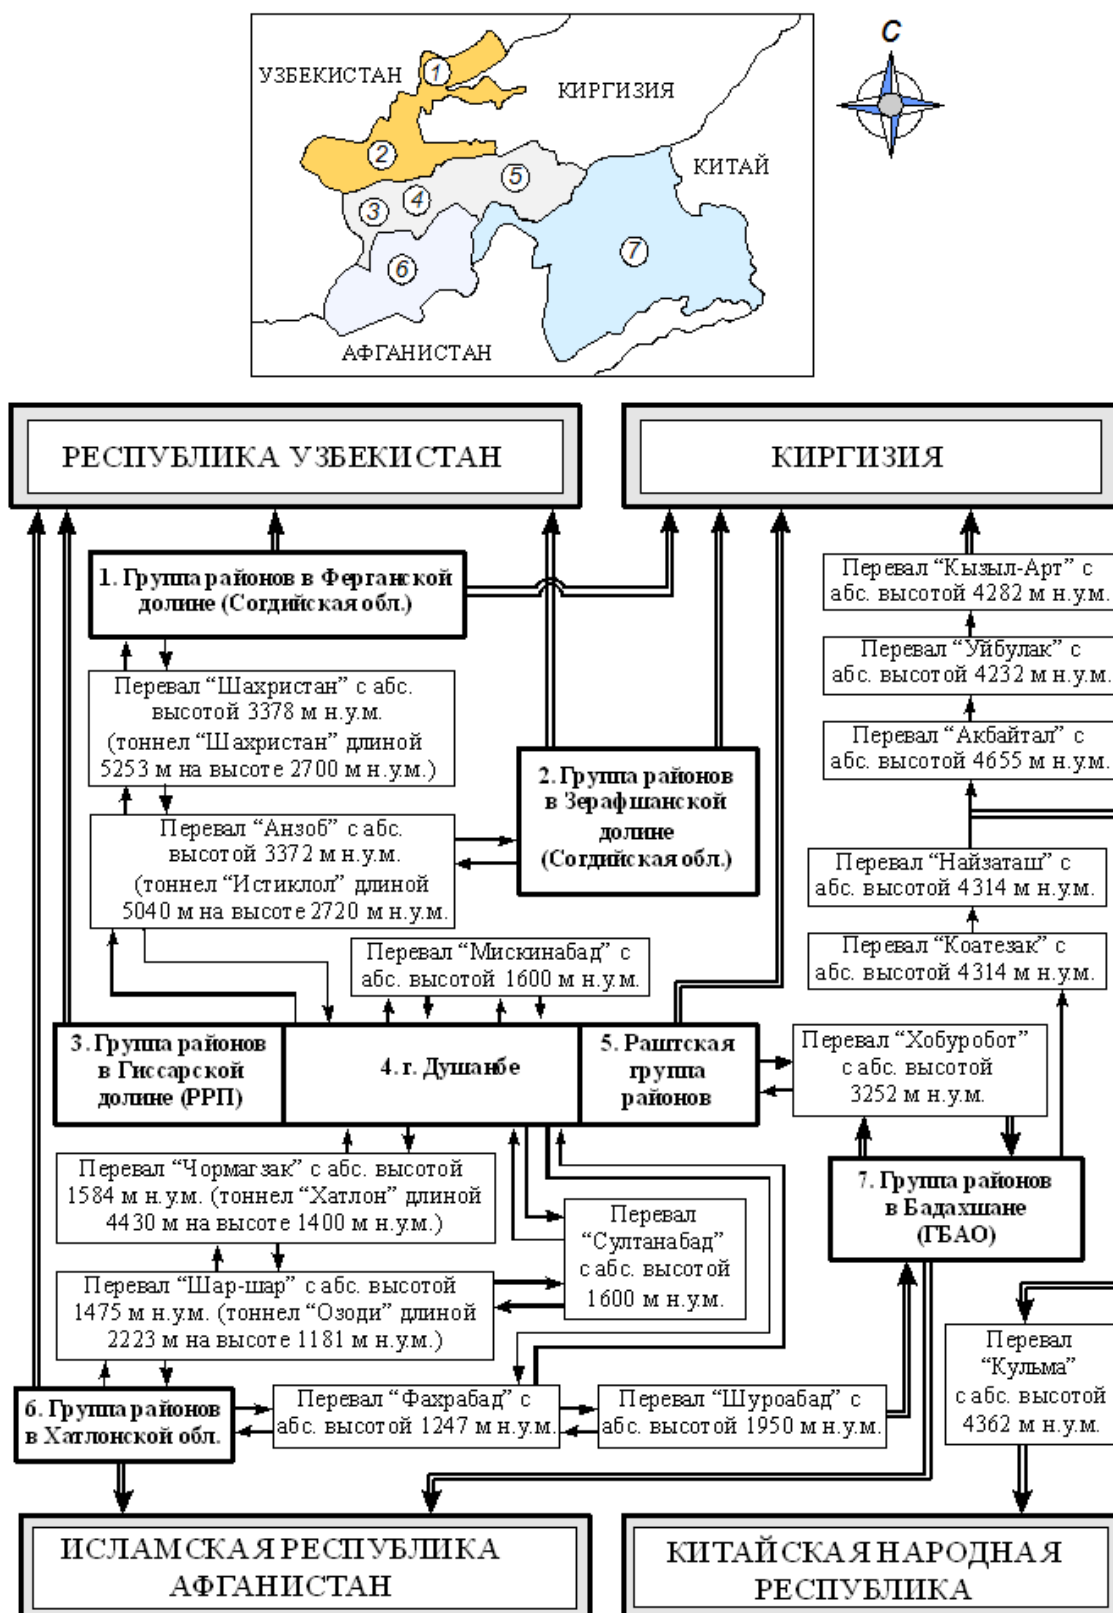 С
УЗБЕКИСТАН
КИРГИЗИЯ
КИТАЙ
АФГАНИСТАН
1
2
3
4
5
6
7
РЕСПУБЛИКА УЗБЕКИСТАН
КИРГИЗИЯ
1. Группа районов в Ферганской
долине (Согдийская обл.)
Перевал “Кызыл-Арт” с
абс. высотой 4282 м н.у.м.
Перевал “Уйбулак” с
абс. высотой 4232 м н.у.м.
Перевал “Шахристан” с абс.
высотой 3378 м н.у.м.
(тоннел “Шахристан” длиной
5253 м на высоте 2700 м н.у.м.)
Перевал “Акбайтал” с
абс. высотой 4655 м н.у.м.
2. Группа районов
в Зерафшанской
долине
(Согдийская обл.)
Перевал “Анзоб” с абс.
высотой 3372 м н.у.м.
(тоннел “Истиклол” длиной
5040 м на высоте 2720 м н.у.м.
Перевал “Найзаташ” с
абс. высотой 4314 м н.у.м.
Перевал “Мискинабад” с
абс. высотой 1600 м н.у.м.
Перевал “Коатезак” с
абс. высотой 4314 м н.у.м.
3. Группа районов
в Гиссарской
долине (РРП)
4. г. Душанбе
5. Раштская
группа
районов
Перевал “Хобуробот”
с абс. высотой
3252 м н.у.м.
Перевал “Чормагзак” с абс. высотой
1584 м н.у.м. (тоннел “Хатлон” длиной
4430 м на высоте 1400 м н.у.м.)
7. Группа районов
в Бадахшане
(ГБАО)
Перевал
“Султанабад”
с абс. высотой
1600 м н.у.м.
Перевал “Шар-шар” с абс. высотой
1475 м н.у.м. (тоннел “Озоди” длиной
2223 м на высоте 1181 м н.у.м.)
Перевал
“Кульма”
с абс. высотой
4362 м н.у.м.
6. Группа районов
в Хатлонской обл.
Перевал “Фахрабад” с
абс. высотой 1247 м н.у.м.
Перевал “Шуроабад” с
абс. высотой 1950 м н.у.м.
ИСЛАМСКАЯ РЕСПУБЛИКА
АФГАНИСТАН
КИТАЙСКАЯ НАРОДНАЯ
РЕСПУБЛИКА